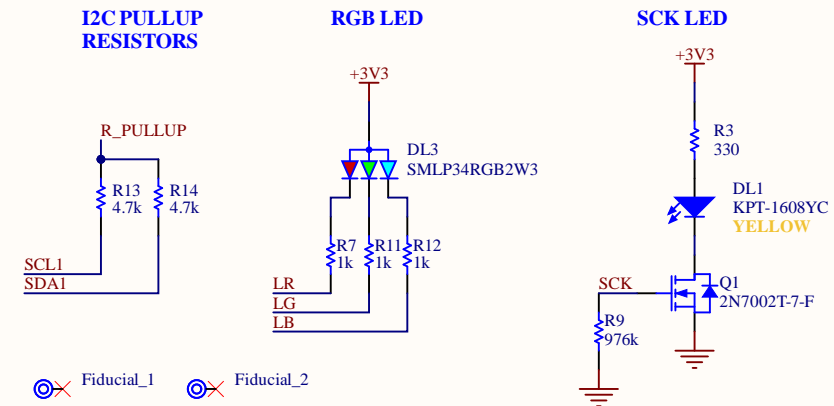 I2C PULLUP
RESISTORS
RGB LED
SCK LED
+3V3
+3V3
R_PULLUP
R13
4.7k
R14
4.7k
DL3
SMLP34RGB2W3
R3
330
DL1
KPT-1608YC
YELLOW
R7
1k
R11
1k
R12
1k
SCL1
SDA1
LR
LG
LB
SCK
Q1
2N7002T-7-F
R9
976k
Fiducial_1
Fiducial_2